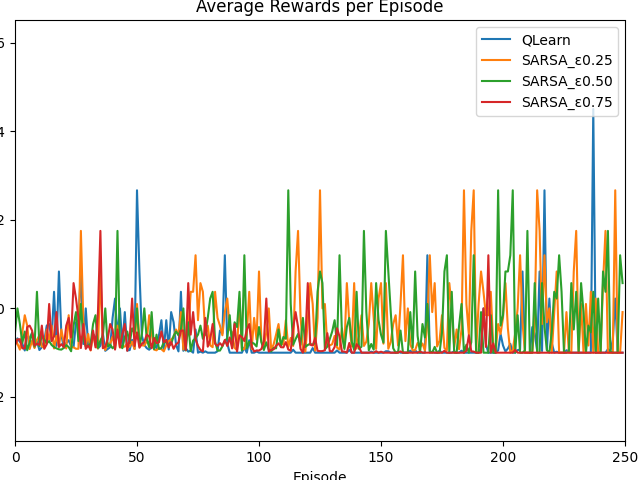 Average Rewards per Episode
QLearn
SARSA_ε0.25
SARSA_ε0.50
SARSA_ε0.75
6
4
2
0
2
0 50 100 150 200 250
Episode